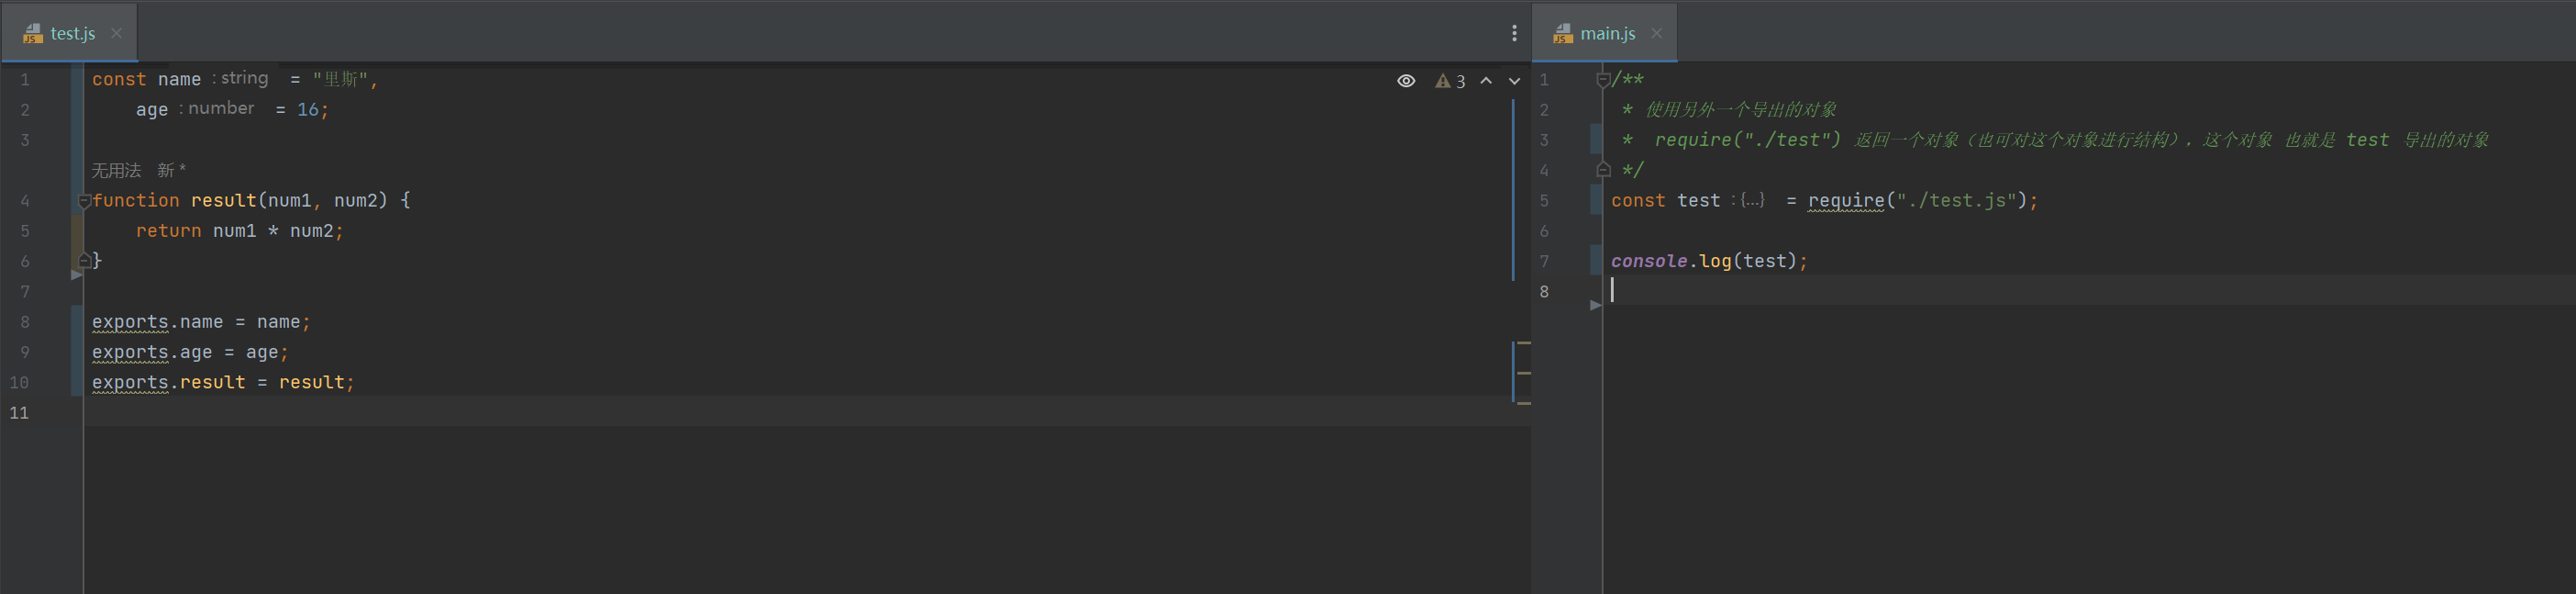 test.js
const name : string = "里斯",
age : number = 16;
无用法 新 *
function result(num1, num2) {
return num1 * num2;
}
exports.name = name;
exports.age = age;
exports.result = result;
1
2
3
4
5
6
7
8
9
10
11
3
main.js
/**
* 使用另外一个导出的对象
* require("./test") 返回一个对象（也可对这个对象进行结构），这个对象 也就是 test 导出的对象
*/
const test : {...} = require("./test.js");
console.log(test);
1
2
3
4
5
6
7
8